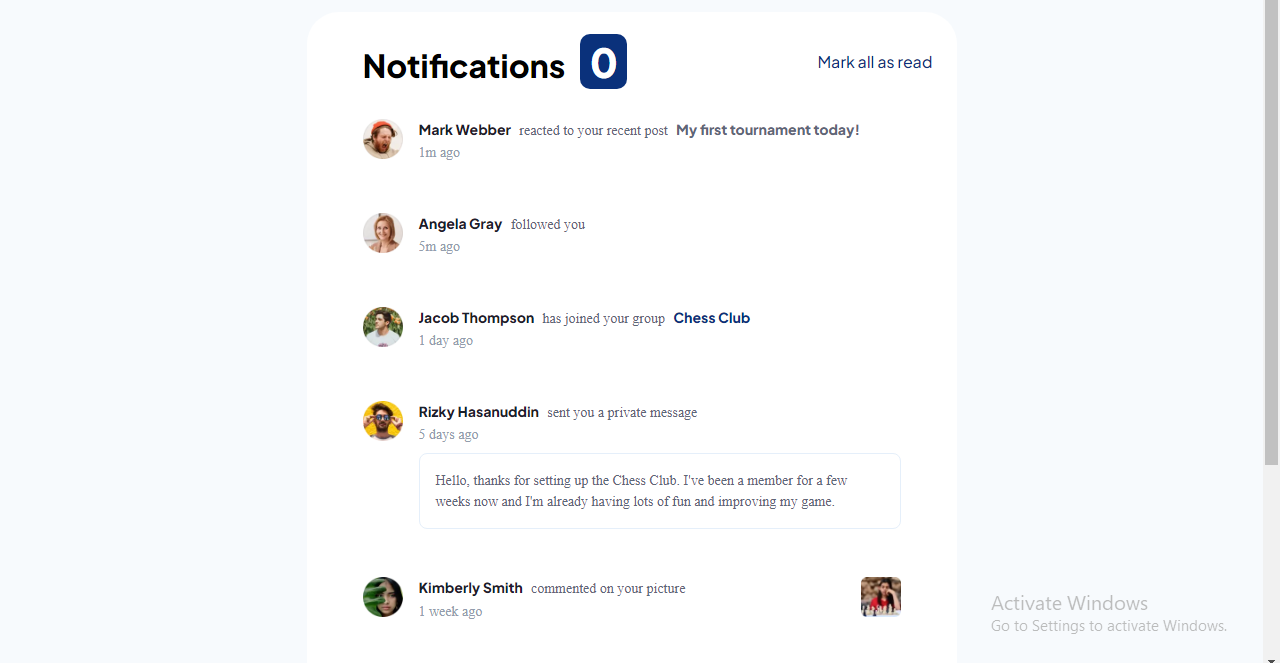 Notifications 0 Mark all as read
Mark Webber reacted to your recent post My first tournament today!
1m ago
Angela Gray followed you
5m ago
Jacob Thompson has joined your group Chess Club
1 day ago
Rizky Hasanuddin sent you a private message
5 days ago
Hello, thanks for setting up the Chess Club. I've been a member for a few
weeks now and I'm already having lots of fun and improving my game.
Kimberly Smith commented on your picture
1 week ago
Activate Windows
Go to Settings to activate Windows.